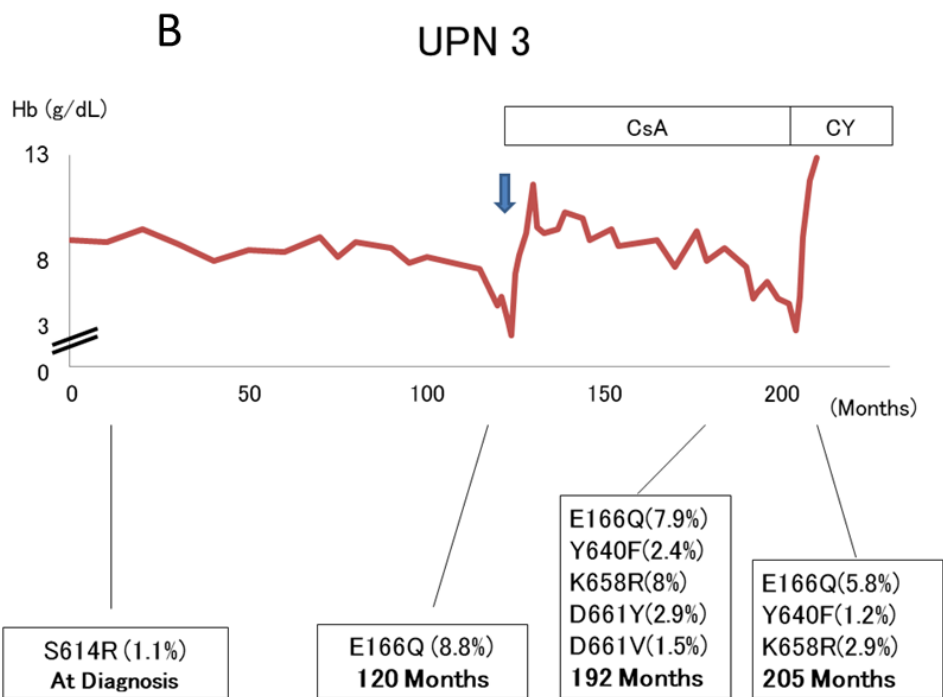 B
UPN 3
Hb (g/dL)
CsA
CY
13
8
3
0
0
50
100
150
200
(Months)
S614R (1.1%)
At Diagnosis
E166Q (8.8%)
120 Months
E166Q(7.9%)
Y640F(2.4%)
K658R(8%)
D661Y(2.9%)
D661V(1.5%)
192 Months
E166Q(5.8%)
Y640F(1.2%)
K658R(2.9%)
205 Months